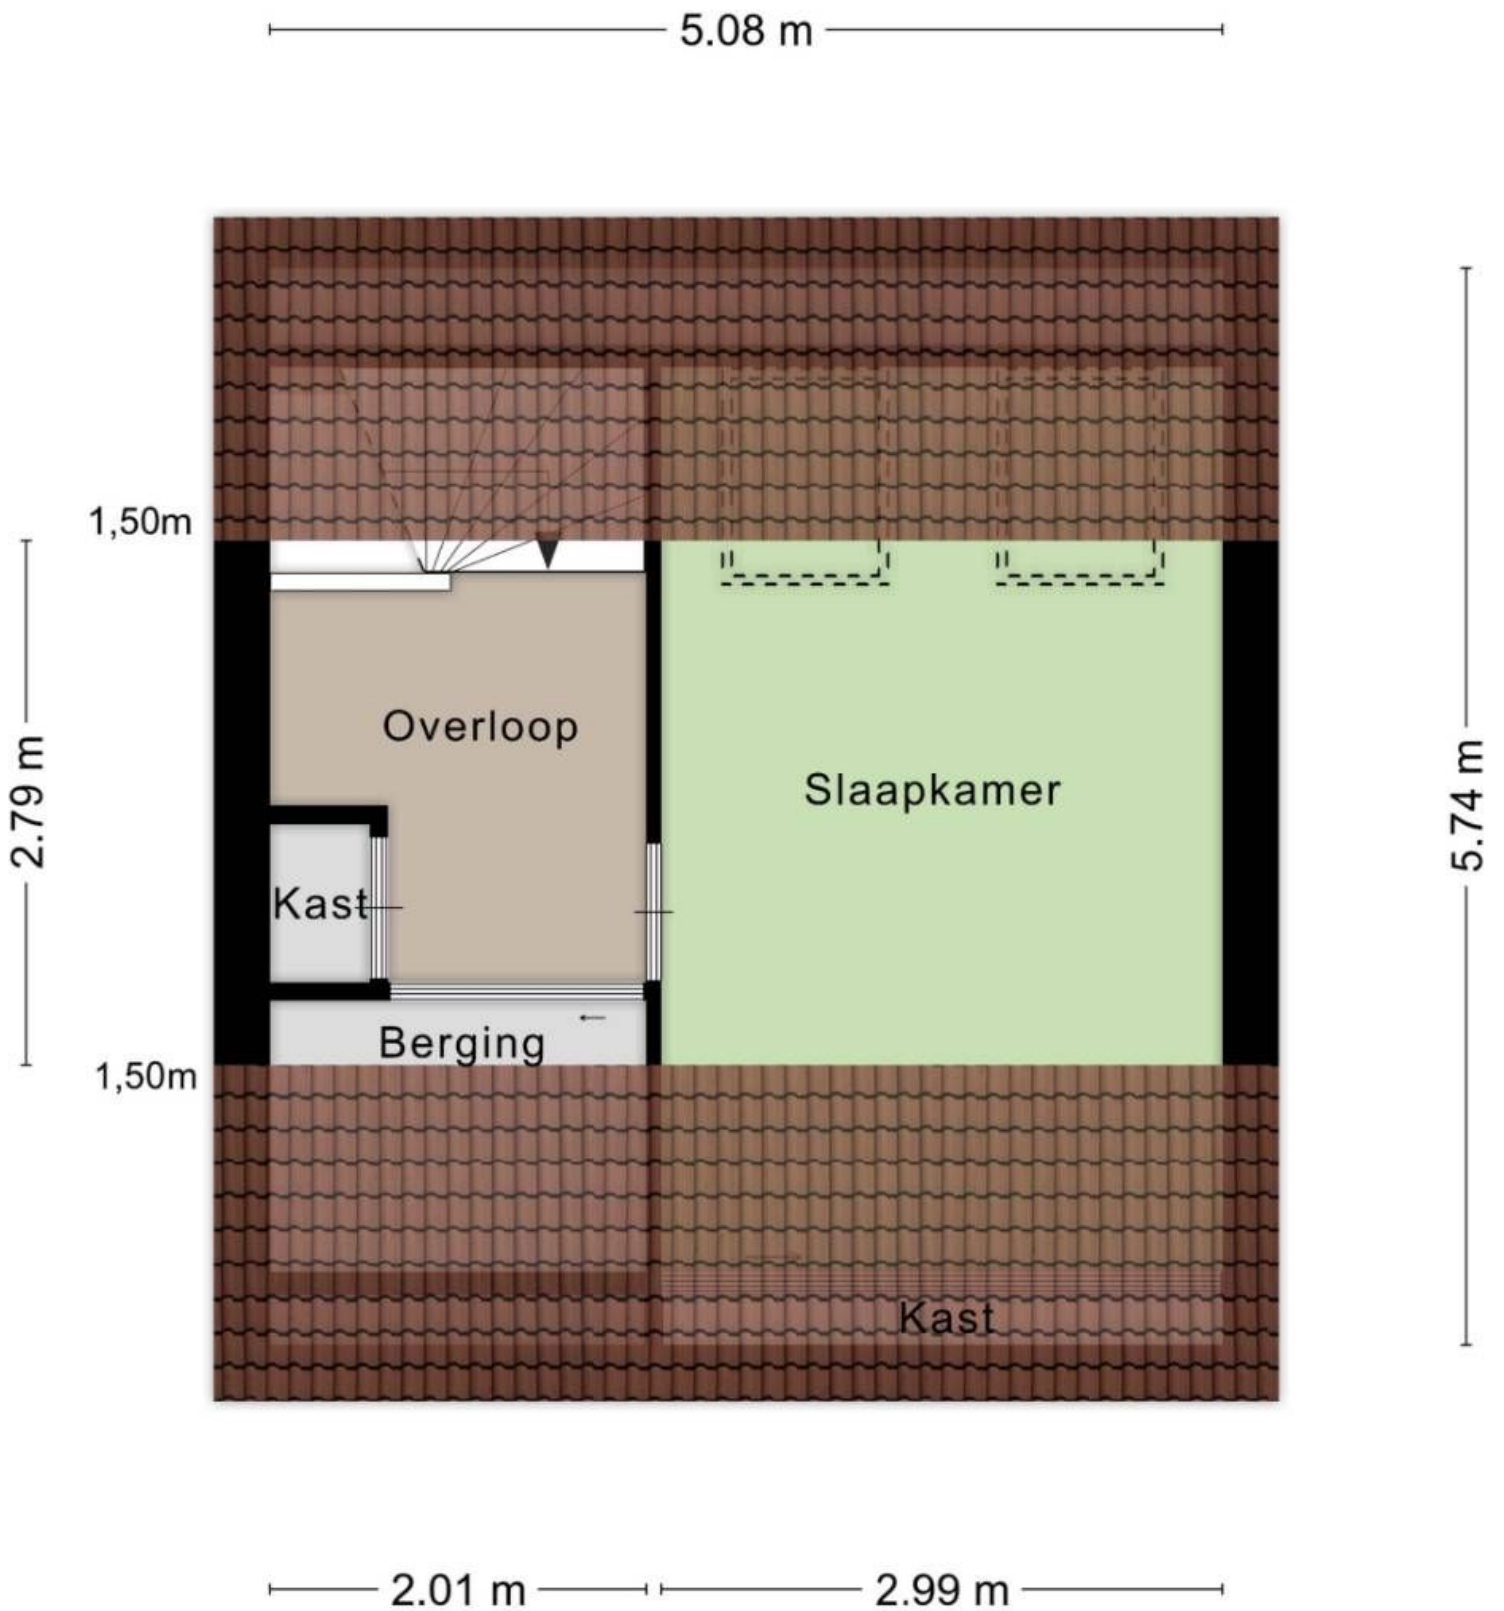 5.08 m
1,50m
Overloop
2.79 m
5.74 m
Slaapkamer
Kast
Berging
1,50m
Kast
2.01 m
2.99 m